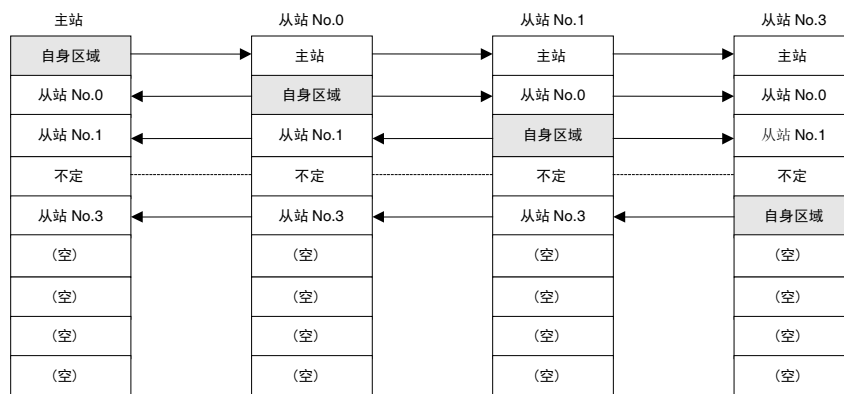 主站 从站 No.0 从站 No.1 从站 No.3
自身区域 主站 主站 主站
从站 No.0 自身区域 从站 No.0 从站 No.0
从站 No.1 从站 No.1 自身区域 从站 No.1
不定 不定 不定 不定
从站 No.3 从站 No.3 从站 No.3 自身区域
（空） （空） （空） （空）
（空） （空） （空） （空）
（空） （空） （空） （空）
（空） （空） （空） （空）